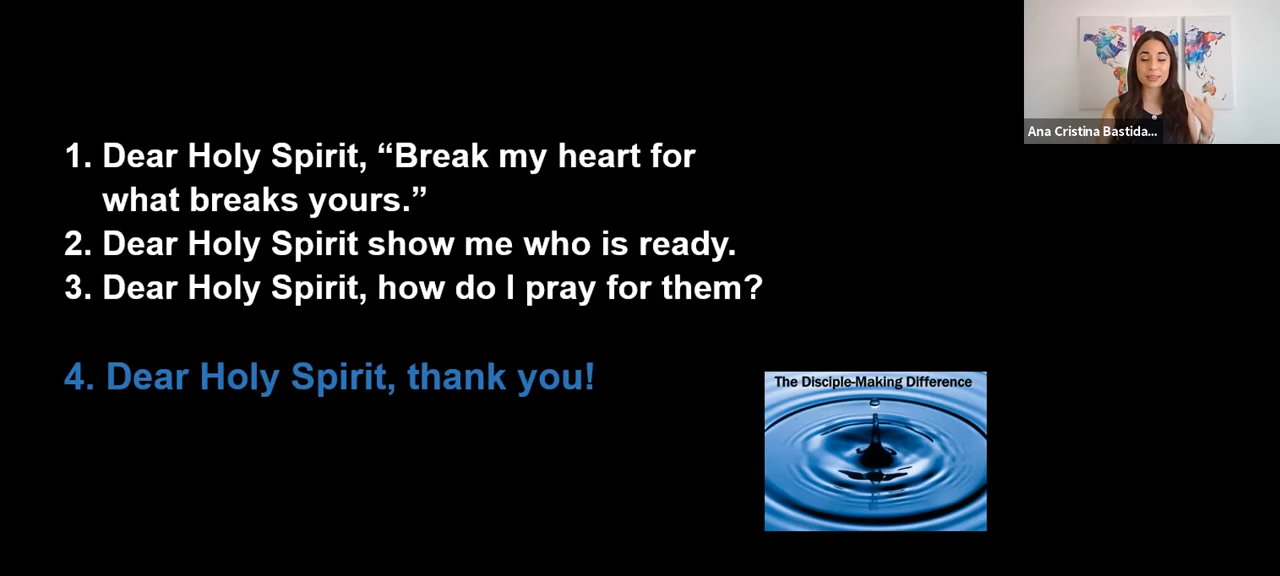 Ana Cristina Bastida...
1. Dear Holy Spirit, “Break my heart for
what breaks yours.”
2. Dear Holy Spirit show me who is ready.
3. Dear Holy Spirit, how do I pray for them?
4. Dear Holy Spirit, thank you!
The Disciple-Making Difference